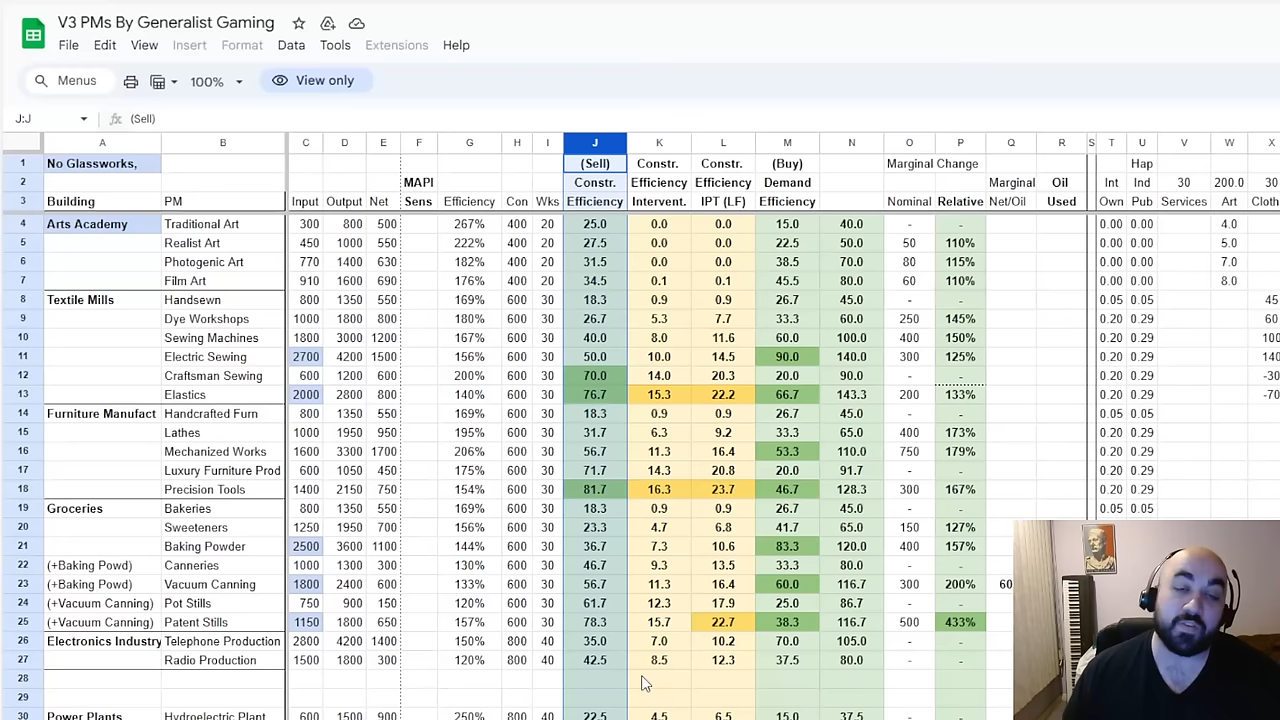 V3 PMs By Generalist Gaming
File Edit View Insert Format Data Tools Extensions Help
Menus 100% View only
J:J fx (Sell)
A B C D E F G H I J K L M N O P Q R S T U V W X
1 No Glassworks, (Sell) Constr. Constr. (Buy) Marginal Change Hap
2 MAPI Constr. Efficiency Efficiency Demand Marginal Oil Int Ind 30 200.0 30
3 Building PM Input Output Net Sens Efficiency Con Wks Efficiency Intervent. IPT (LF) Efficiency Nominal Relative Net/Oil Used Own Pub Services Art Cloth
4 Arts Academy Traditional Art 300 800 500 267% 400 20 25.0 0.0 0.0 15.0 40.0 - - 0.00 0.00 4.0
5 Realist Art 450 1000 550 222% 400 20 27.5 0.0 0.0 22.5 50.0 50 110% 0.00 0.00 5.0
6 Photogenic Art 770 1400 630 182% 400 20 31.5 0.0 0.0 38.5 70.0 80 115% 0.00 0.00 7.0
7 Film Art 910 1600 690 176% 400 20 34.5 0.1 0.1 45.5 80.0 60 110% 0.00 0.00 8.0
8 Textile Mills Handsewn 800 1350 550 169% 600 30 18.3 0.9 0.9 26.7 45.0 - - 0.05 0.05 45
9 Dye Workshops 1000 1800 800 180% 600 30 26.7 5.3 7.7 33.3 60.0 250 145% 0.20 0.29 60
10 Sewing Machines 1800 3000 1200 167% 600 30 40.0 8.0 11.6 60.0 100.0 400 150% 0.20 0.29 100
11 Electric Sewing 2700 4200 1500 156% 600 30 50.0 10.0 14.5 90.0 140.0 300 125% 0.20 0.29 140
12 Craftsman Sewing 600 1200 600 200% 600 30 70.0 14.0 20.3 20.0 90.0 - - 0.20 0.29 -30
13 Elastics 2000 2800 800 140% 600 30 76.7 15.3 22.2 66.7 143.3 200 133% 0.20 0.29 -70
14 Furniture Manufact Handcrafted Furn 800 1350 550 169% 600 30 18.3 0.9 0.9 26.7 45.0 - - 0.05 0.05
15 Lathes 1000 1950 950 195% 600 30 31.7 6.3 9.2 33.3 65.0 400 173% 0.20 0.29
16 Mechanized Works 1600 3300 1700 206% 600 30 56.7 11.3 16.4 53.3 110.0 750 179% 0.20 0.29
17 Luxury Furniture Prod 600 1050 450 175% 600 30 71.7 14.3 20.8 20.0 91.7 - - 0.20 0.29
18 Precision Tools 1400 2150 750 154% 600 30 81.7 16.3 23.7 46.7 128.3 300 167% 0.20 0.29
19 Groceries Bakeries 800 1350 550 169% 600 30 18.3 0.9 0.9 26.7 45.0 - - 0.05 0.05
20 Sweeteners 1250 1950 700 156% 600 30 23.3 4.7 6.8 41.7 65.0 150 127%
21 Baking Powder 2500 3600 1100 144% 600 30 36.7 7.3 10.6 83.3 120.0 400 157%
22 (+Baking Powd) Canneries 1000 1300 300 130% 600 30 46.7 9.3 13.5 33.3 80.0 - -
23 (+Baking Powd) Vacuum Canning 1800 2400 600 133% 600 30 56.7 11.3 16.4 60.0 116.7 300 200% 60
24 (+Vacuum Canning) Pot Stills 750 900 150 120% 600 30 61.7 12.3 17.9 25.0 86.7 - -
25 (+Vacuum Canning) Patent Stills 1150 1800 650 157% 600 30 78.3 15.7 22.7 38.3 116.7 500 433%
26 Electronics Industry Telephone Production 2800 4200 1400 150% 800 40 35.0 7.0 10.2 70.0 105.0 - -
27 Radio Production 1500 1800 300 120% 800 40 42.5 8.5 12.3 37.5 80.0 - -
28
29
30 Power Plants Hydroelectric Plant 600 1500 900 250% 600 30 22.5 4.5 6.5 15.0 37.5 - -